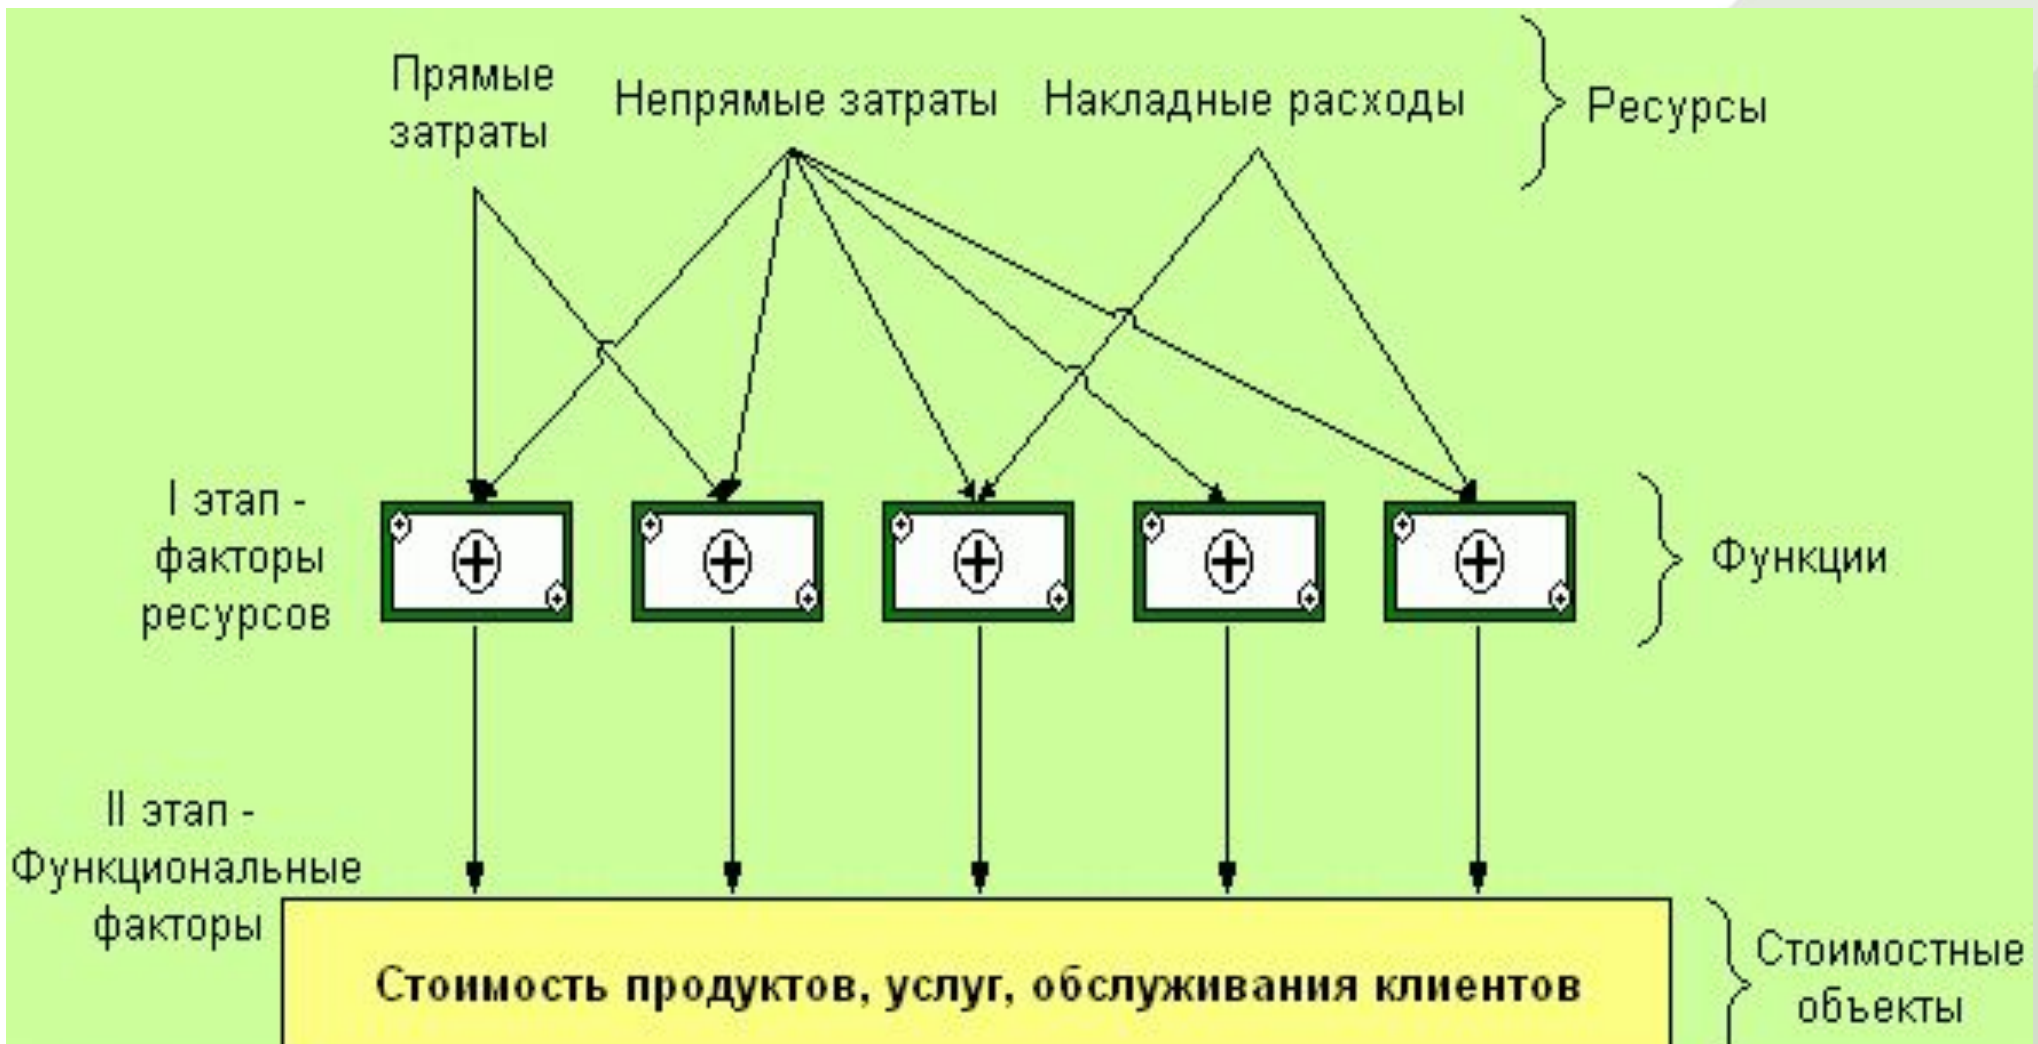 Прямые
затраты
Непрямые затраты
Накладные расходы
Ресурсы
I этап -
факторы
ресурсов
Функции
II этап -
Функциональные
факторы
Стоимость продуктов, услуг, обслуживания клиентов
Стоимостные
объекты